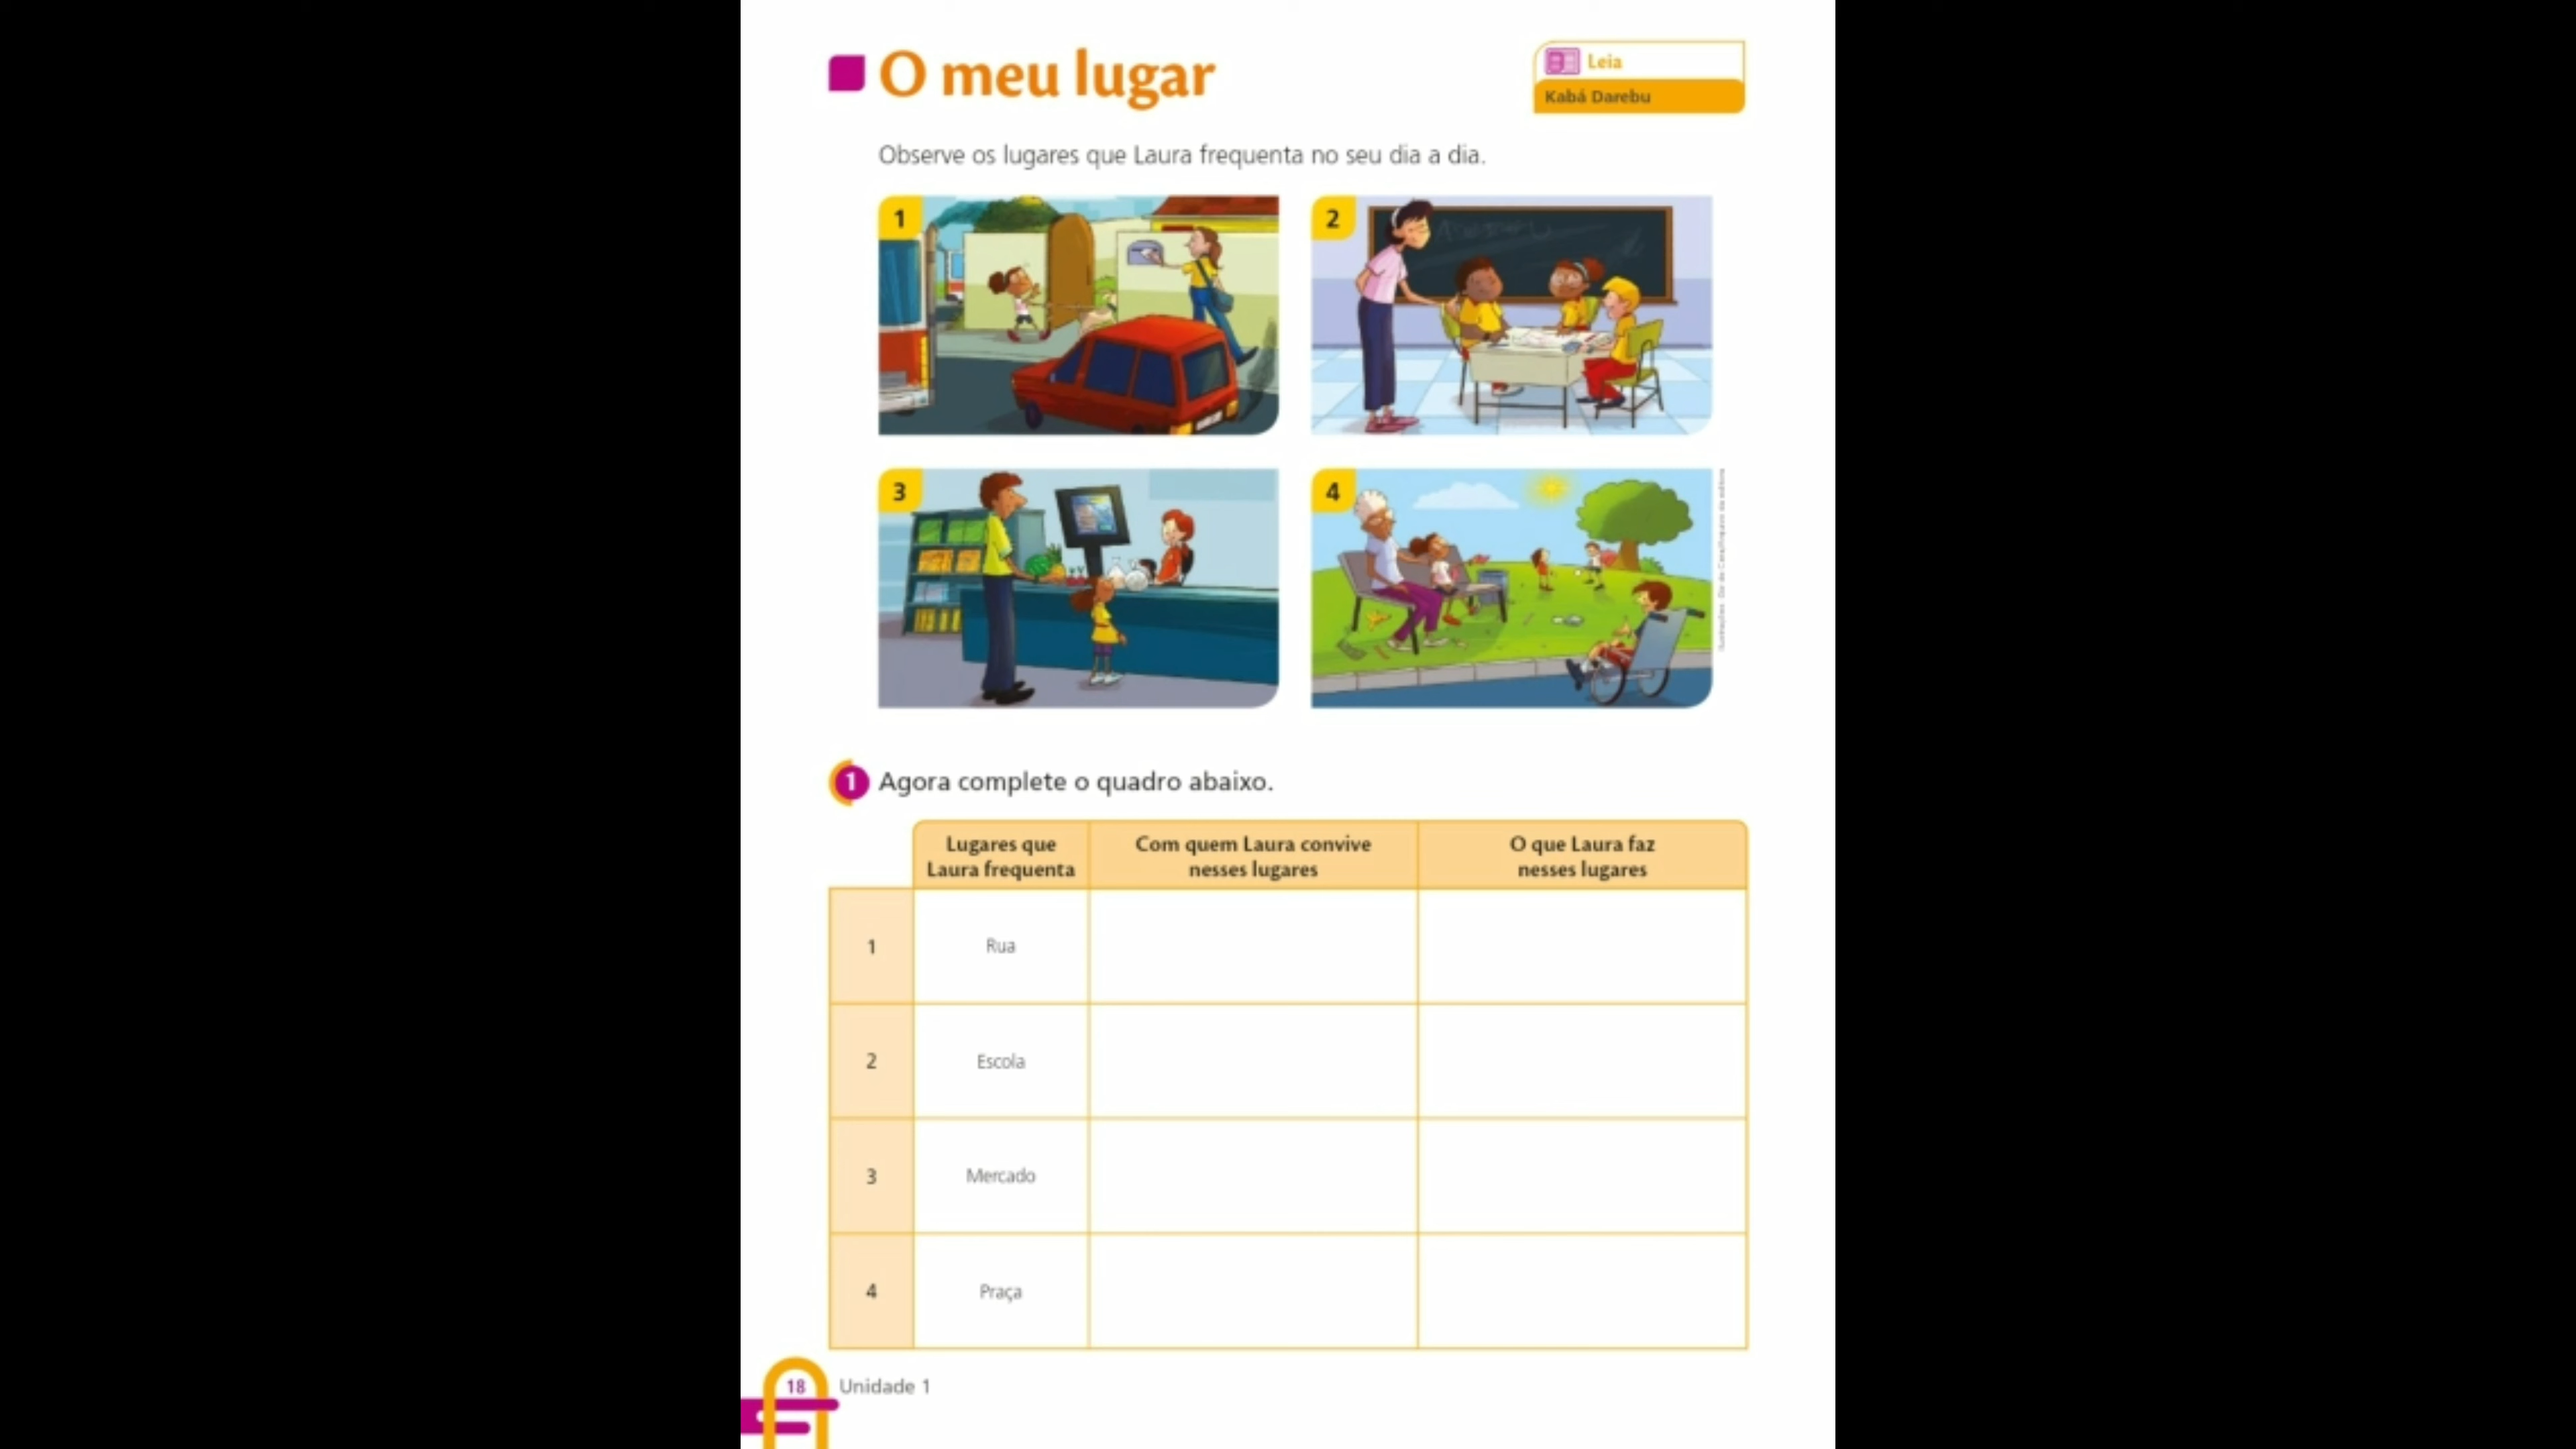 O meu lugar
Leia
Kabá Darebu
Observe os lugares que Laura frequenta no seu dia a dia.
1
2
3
4
1 Agora complete o quadro abaixo.
Lugares que
Laura frequenta
Com quem Laura convive
nesses lugares
O que Laura faz
nesses lugares
1
Rua
2
Escola
3
Mercado
4
Praça
18
Unidade 1